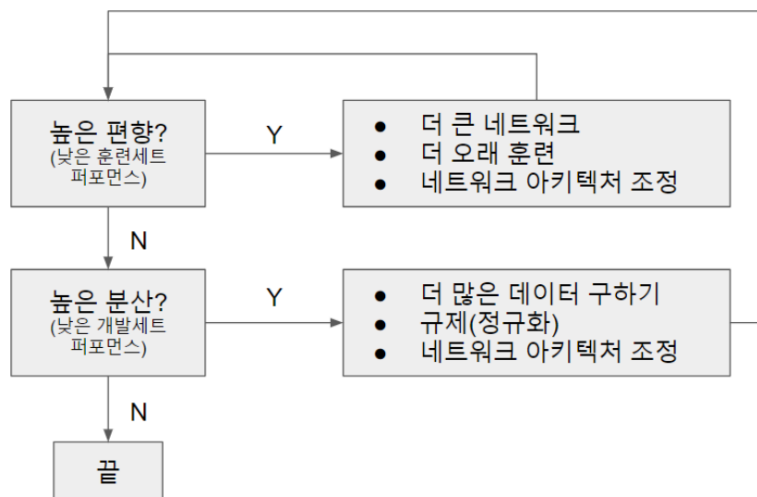 높은 편향?
(낮은 훈련세트
퍼포먼스)
Y
● 더 큰 네트워크
● 더 오래 훈련
● 네트워크 아키텍처 조정
N
높은 분산?
(낮은 개발세트
퍼포먼스)
Y
● 더 많은 데이터 구하기
● 규제(정규화)
● 네트워크 아키텍처 조정
N
끝